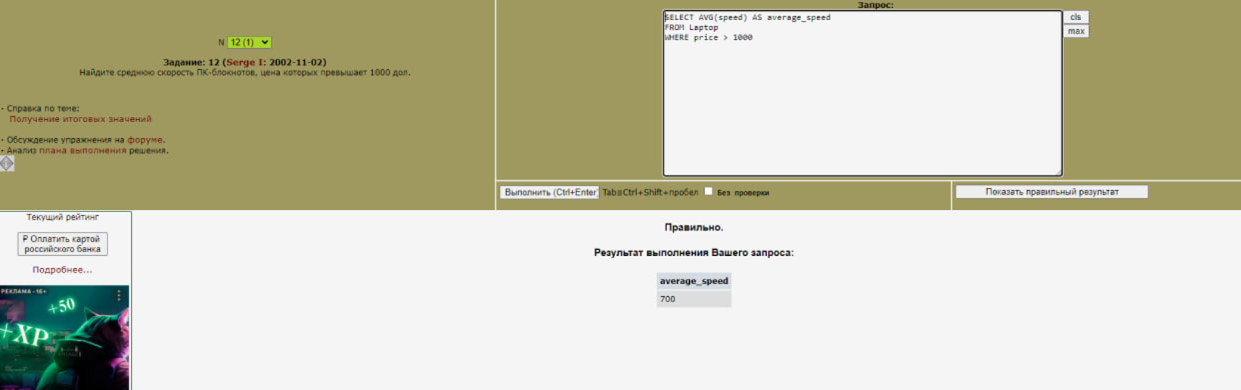 N 12 (1)
Задание: 12 (Serge I: 2002-11-02)
Найдите среднюю скорость ПК-блокнотов, цена которых превышает 1000 дол.
· Справка по теме:
Получение итоговых значений
· Обсуждение упражнения на форуме.
· Анализ плана выполнения решения.
Запрос:
SELECT AVG(speed) AS average_speed
FROM Laptop
WHERE price > 1000
cls
max
Выполнить (Ctrl+Enter) Tab≡Ctrl+Shift+пробел Без проверки
Показать правильный результат
Текущий рейтинг
₽ Оплатить картой
российского банка
Подробнее...
РЕКЛАМА • 16+
+50
+XP
Правильно.
Результат выполнения Вашего запроса:
average_speed
700